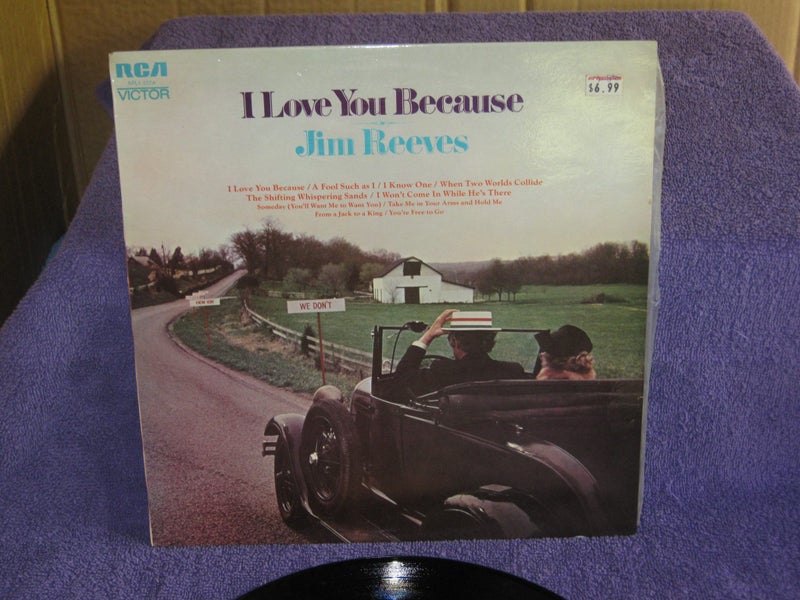 RCA
VICTOR
$6.99
I Love You Because
Jim Reeves
I Love You Because / A Fool Such as I / I Know One / When Two Worlds Collide
The Shifting Whispering Sands / I Won't Come In While He's There
Someday (You'll Want Me to Want You) / Take Me in Your Arms and Hold Me
From a Jack to a King / You're Free to Go
WE DON'T